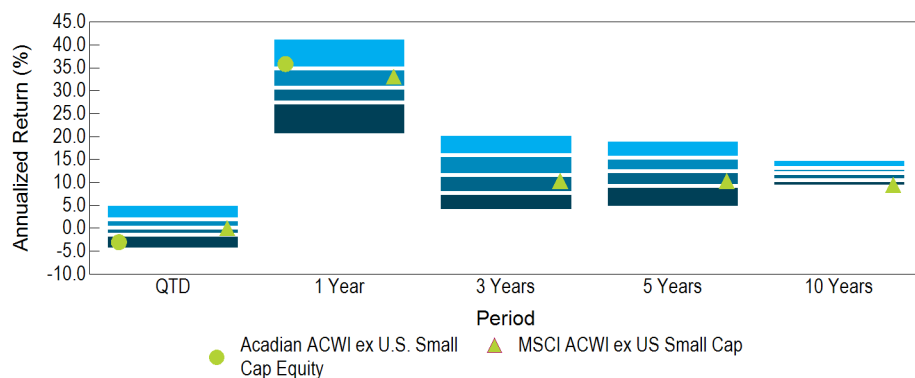 Annualized Return (%)
45.0
40.0
35.0
30.0
25.0
20.0
15.0
10.0
5.0
0.0
-5.0
-10.0
QTD 1 Year 3 Years 5 Years 10 Years
Period
Acadian ACWI ex U.S. Small MSCI ACWI ex US Small Cap
Cap Equity